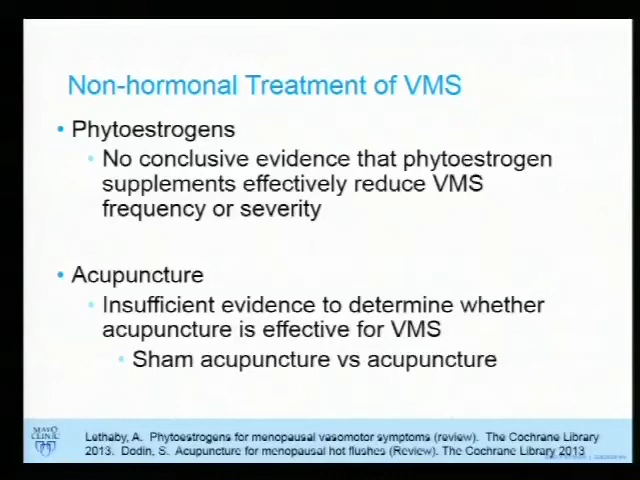 Non-hormonal Treatment of VMS
• Phytoestrogens
• No conclusive evidence that phytoestrogen
supplements effectively reduce VMS
frequency or severity
• Acupuncture
• Insufficient evidence to determine whether
acupuncture is effective for VMS
• Sham acupuncture vs acupuncture
MAYO
CLINIC
Lethaby, A. Phytoestrogens for menopausal vasomotor symptoms (review). The Cochrane Library
2013. Dodin, S. Acupuncture for menopausal hot flushes (Review). The Cochrane Library 2013